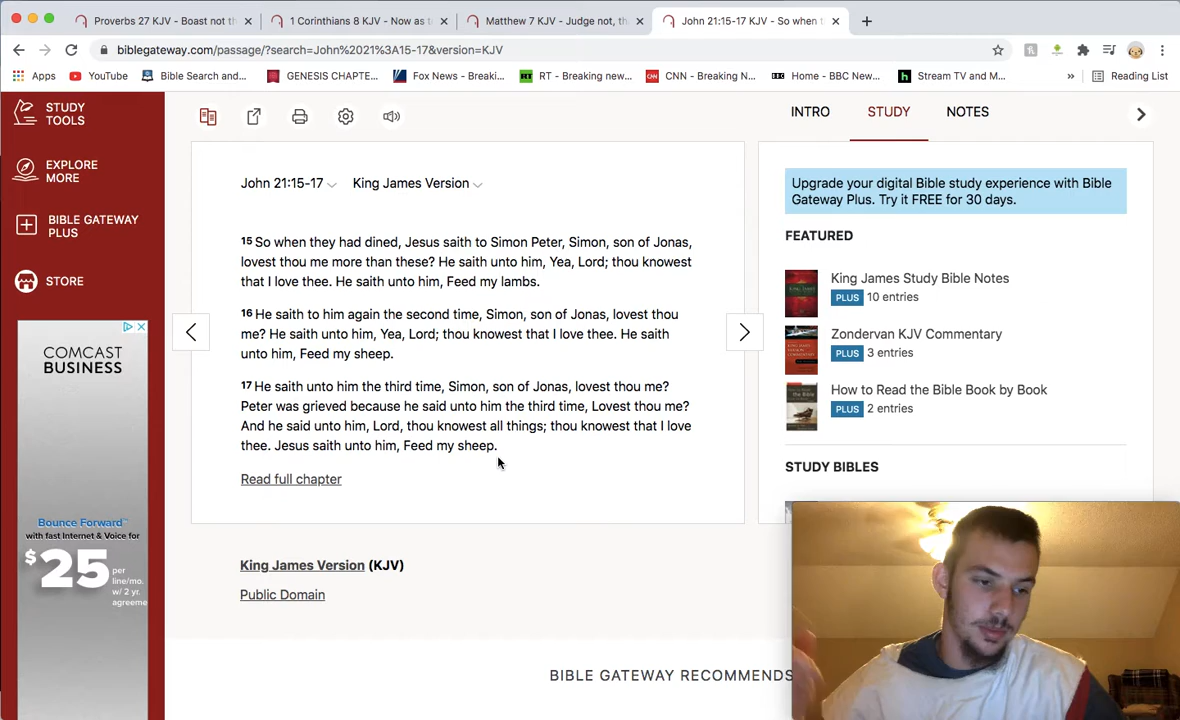 Proverbs 27 KJV - Boast not th
1 Corinthians 8 KJV - Now as t
Matthew 7 KJV - Judge not, th
John 21:15-17 KJV - So when t
biblegateway.com/passage/?search=John%2021%3A15-17&version=KJV
Apps YouTube Bible Search and... GENESIS CHAPTE... Fox News - Breaki... RT - Breaking new... CNN - Breaking N... Home - BBC New... Stream TV and M... » Reading List
STUDY
TOOLS
EXPLORE
MORE
BIBLE GATEWAY
PLUS
STORE
COMCAST
BUSINESS
Bounce Forward™
with fast Internet & Voice for
$25
per
line/mo.
w/ 2 yr.
agreeme
John 21:15-17 King James Version
15 So when they had dined, Jesus saith to Simon Peter, Simon, son of Jonas,
lovest thou me more than these? He saith unto him, Yea, Lord; thou knowest
that I love thee. He saith unto him, Feed my lambs.
16 He saith to him again the second time, Simon, son of Jonas, lovest thou
me? He saith unto him, Yea, Lord; thou knowest that I love thee. He saith
unto him, Feed my sheep.
17 He saith unto him the third time, Simon, son of Jonas, lovest thou me?
Peter was grieved because he said unto him the third time, Lovest thou me?
And he said unto him, Lord, thou knowest all things; thou knowest that I love
thee. Jesus saith unto him, Feed my sheep.
Read full chapter
King James Version (KJV)
Public Domain
BIBLE GATEWAY RECOMMENDS
INTRO STUDY NOTES
Upgrade your digital Bible study experience with Bible
Gateway Plus. Try it FREE for 30 days.
FEATURED
King James Study Bible Notes
PLUS 10 entries
Zondervan KJV Commentary
PLUS 3 entries
How to Read the Bible Book by Book
PLUS 2 entries
STUDY BIBLES